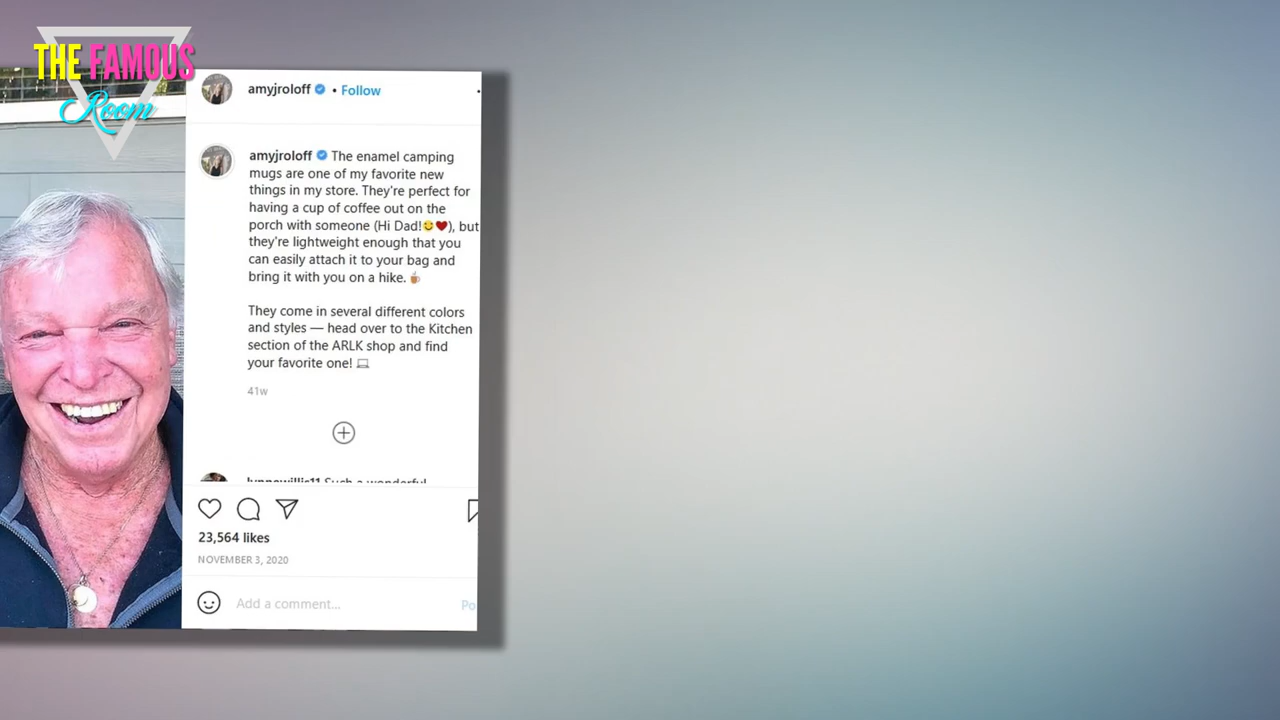 THE FAMOUS
Room
amyjroloff • Follow
amyjroloff The enamel camping
mugs are one of my favorite new
things in my store. They're perfect for
having a cup of coffee out on the
porch with someone (Hi Dad!😊❤️), but
they're lightweight enough that you
can easily attach it to your bag and
bring it with you on a hike. ☕
They come in several different colors
and styles — head over to the Kitchen
section of the ARLK shop and find
your favorite one! 💻
41w
lynnewillis11 Such a wonderful
23,564 likes
NOVEMBER 3, 2020
Add a comment...
Po